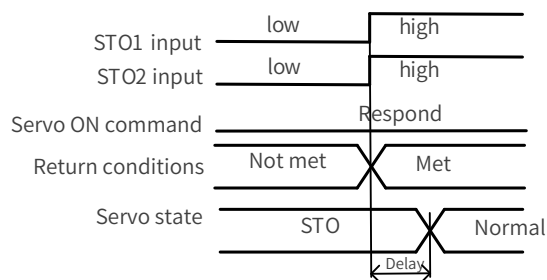 STO1 input low high
STO2 input low high
Servo ON command Respond
Return conditions Not met Met
Servo state STO Normal
Delay